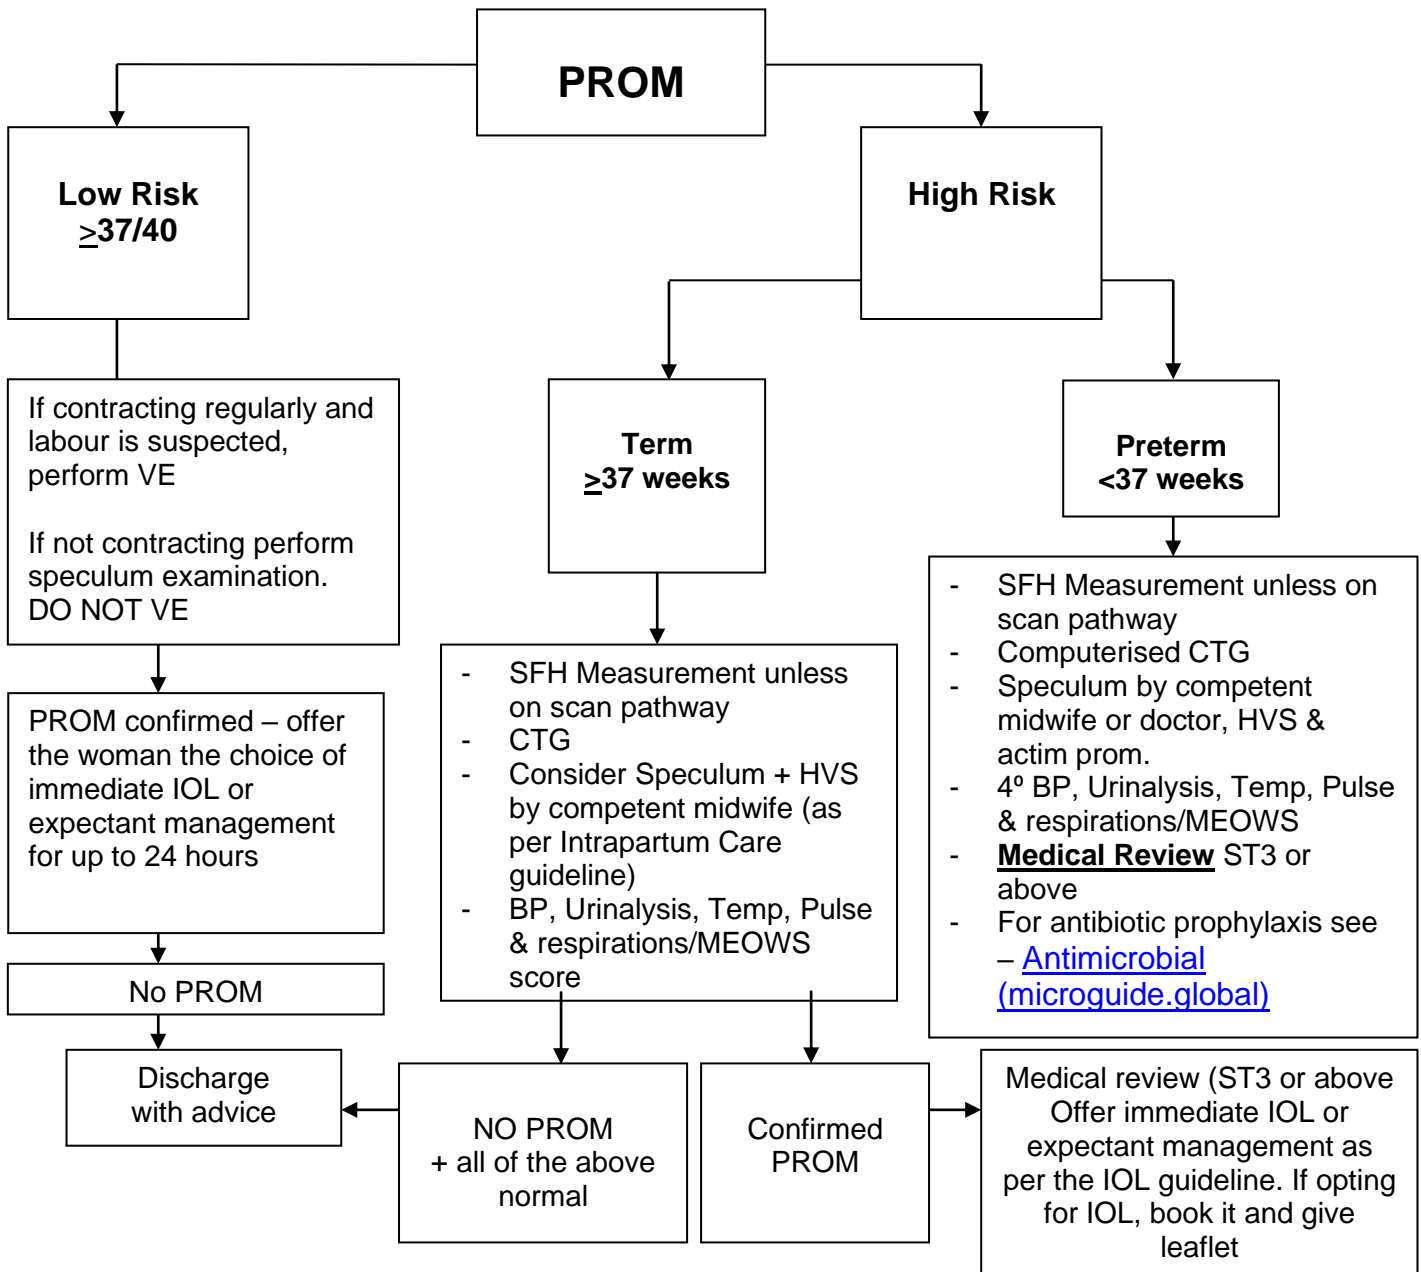 PROM
Low Risk
≥37/40
High Risk
If contracting regularly and
labour is suspected,
perform VE
If not contracting perform
speculum examination.
DO NOT VE
Term
≥37 weeks
Preterm
<37 weeks
PROM confirmed – offer
the woman the choice of
immediate IOL or
expectant management
for up to 24 hours
- SFH Measurement unless
on scan pathway
- CTG
- Consider Speculum + HVS
by competent midwife (as
per Intrapartum Care
guideline)
- BP, Urinalysis, Temp, Pulse
& respirations/MEOWS
score
- SFH Measurement unless on
scan pathway
- Computerised CTG
- Speculum by competent
midwife or doctor, HVS &
actim prom.
- 4º BP, Urinalysis, Temp, Pulse
& respirations/MEOWS
- Medical Review ST3 or
above
- For antibiotic prophylaxis see
– Antimicrobial
(microguide.global)
No PROM
Discharge
with advice
NO PROM
+ all of the above
normal
Confirmed
PROM
Medical review (ST3 or above
Offer immediate IOL or
expectant management as
per the IOL guideline. If opting
for IOL, book it and give
leaflet